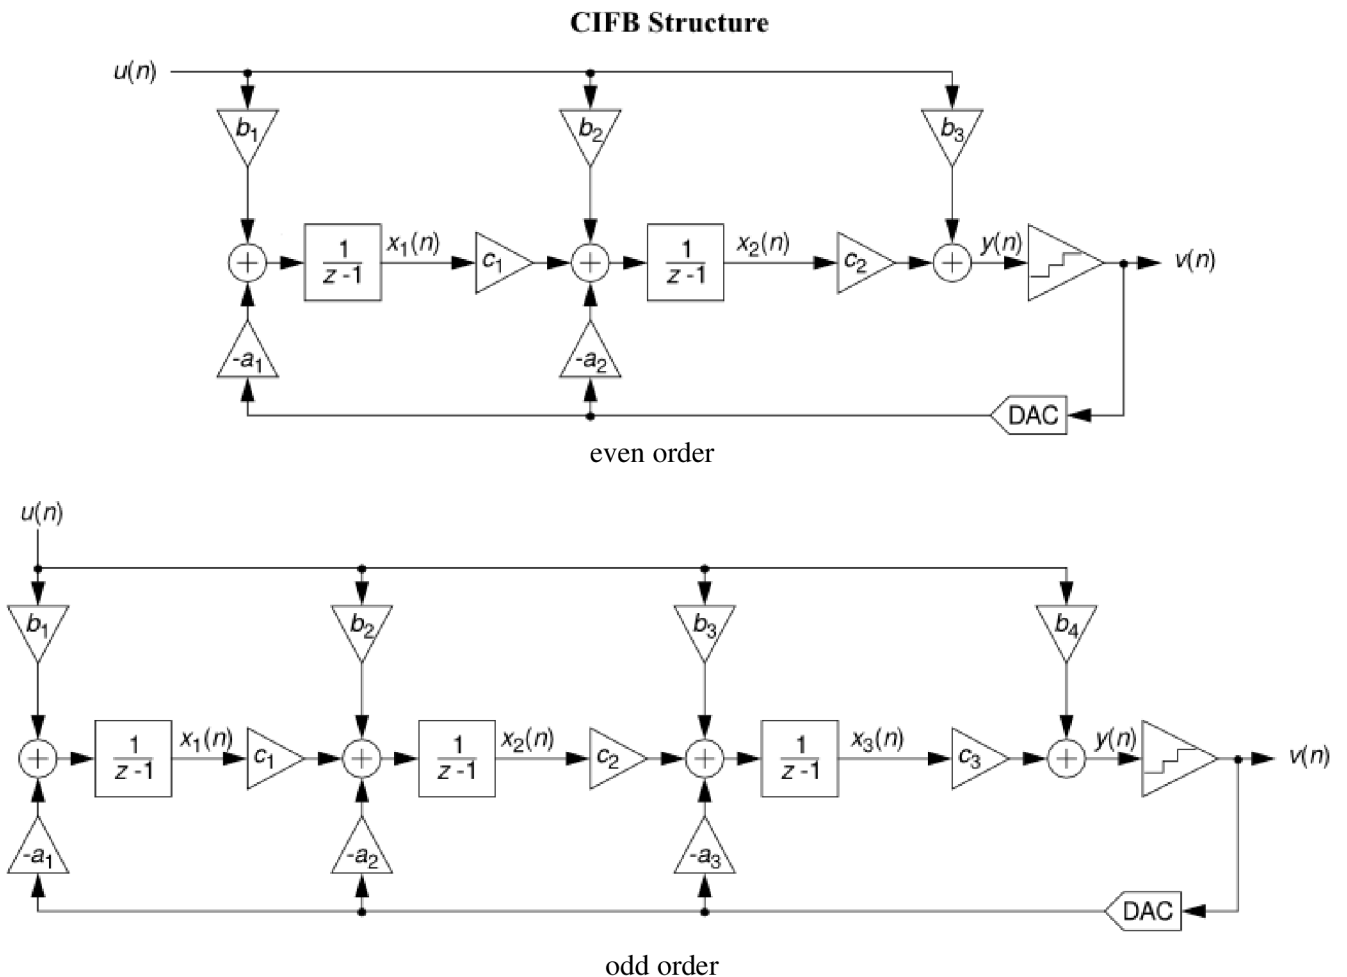 CIFB Structure
u(n)
b1 b2 b3
1 x1(n) c1 1 x2(n) c2 y(n) v(n)
z -1 z -1
-a1 -a2
DAC
even order
u(n)
b1 b2 b3 b4
1 x1(n) c1 1 x2(n) c2 1 x3(n) c3 y(n) v(n)
z -1 z -1 z -1
-a1 -a2 -a3
DAC
odd order